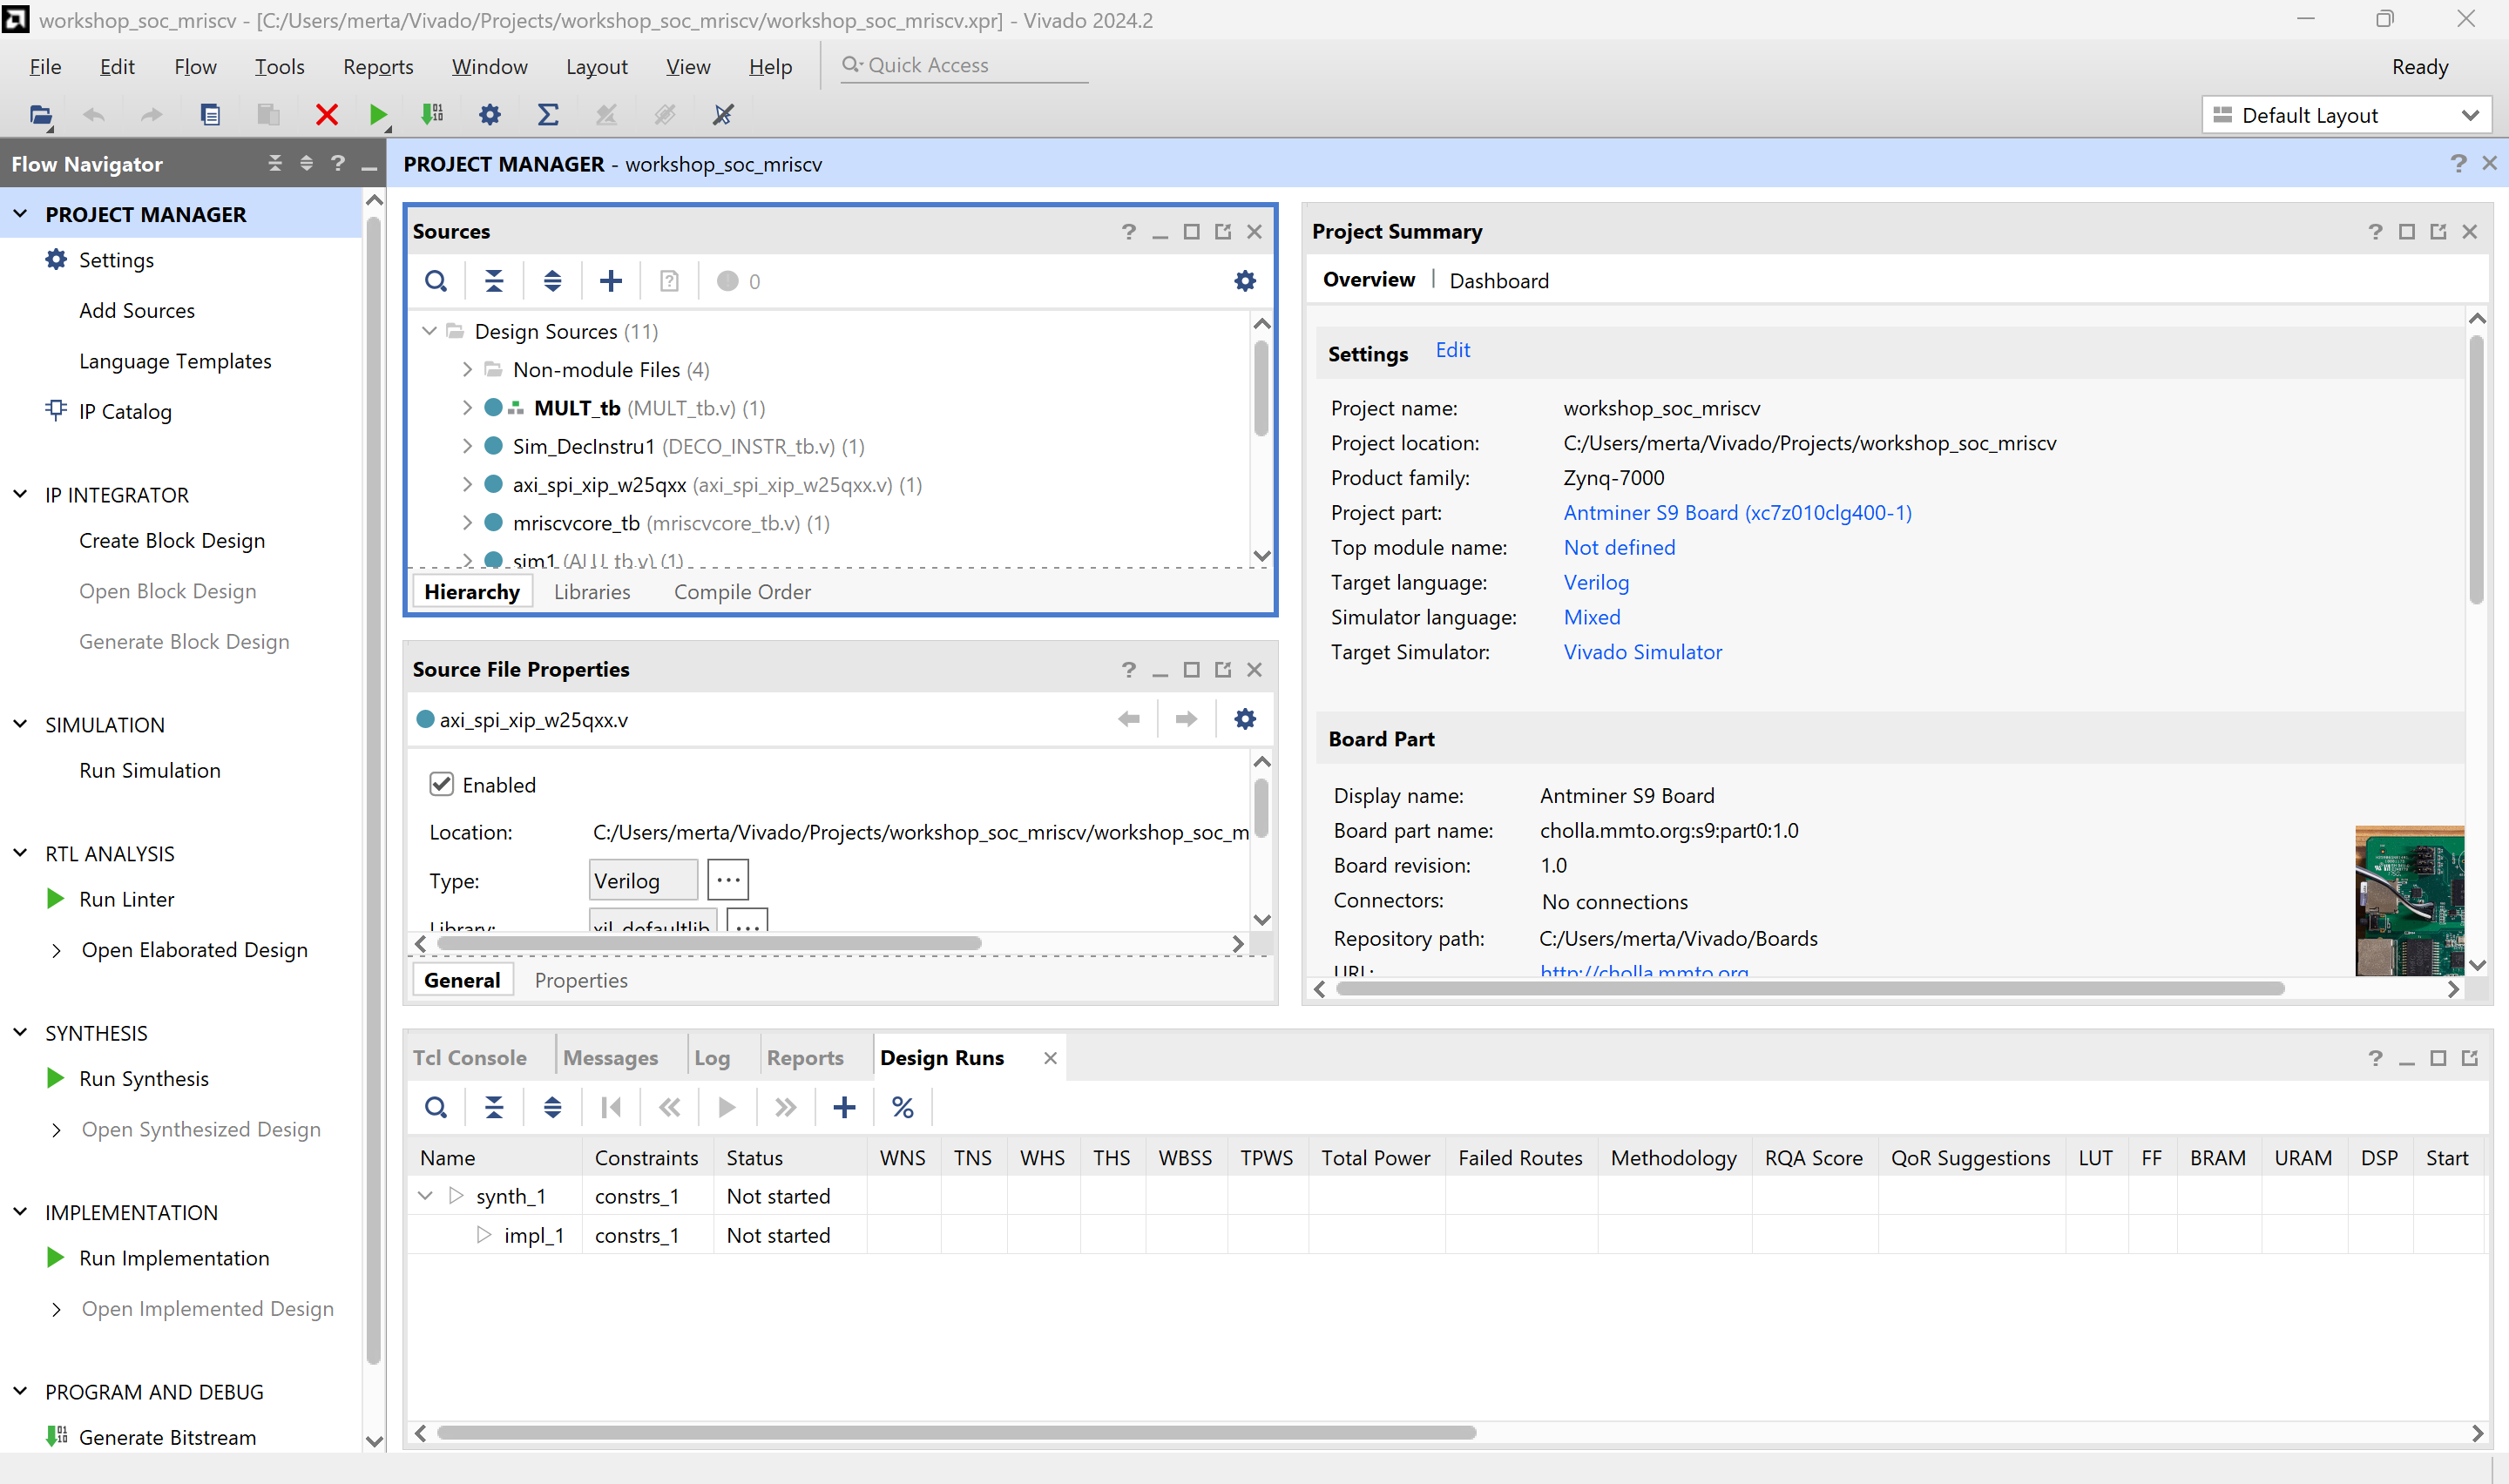 workshop_soc_mriscv - [C:/Users/merta/Vivado/Projects/workshop_soc_mriscv/workshop_soc_mriscv.xpr] - Vivado 2024.2
File Edit Flow Tools Reports Window Layout View Help Quick Access Ready
Default Layout
Flow Navigator
PROJECT MANAGER
Settings
Add Sources
Language Templates
IP Catalog
IP INTEGRATOR
Create Block Design
Open Block Design
Generate Block Design
SIMULATION
Run Simulation
RTL ANALYSIS
Run Linter
Open Elaborated Design
SYNTHESIS
Run Synthesis
Open Synthesized Design
IMPLEMENTATION
Run Implementation
Open Implemented Design
PROGRAM AND DEBUG
Generate Bitstream
PROJECT MANAGER - workshop_soc_mriscv
Sources
0
Design Sources (11)
Non-module Files (4)
MULT_tb (MULT_tb.v) (1)
Sim_DecInstru1 (DECO_INSTR_tb.v) (1)
axi_spi_xip_w25qxx (axi_spi_xip_w25qxx.v) (1)
mriscvcore_tb (mriscvcore_tb.v) (1)
sim1 (ALU_tb.v) (1)
Hierarchy Libraries Compile Order
Source File Properties
axi_spi_xip_w25qxx.v
Enabled
Location: C:/Users/merta/Vivado/Projects/workshop_soc_mriscv/workshop_soc_m
Type: Verilog ...
Library: xil_defaultlib ...
General Properties
Project Summary
Overview | Dashboard
Settings Edit
Project name: workshop_soc_mriscv
Project location: C:/Users/merta/Vivado/Projects/workshop_soc_mriscv
Product family: Zynq-7000
Project part: Antminer S9 Board (xc7z010clg400-1)
Top module name: Not defined
Target language: Verilog
Simulator language: Mixed
Target Simulator: Vivado Simulator
Board Part
Display name: Antminer S9 Board
Board part name: cholla.mmto.org:s9:part0:1.0
Board revision: 1.0
Connectors: No connections
Repository path: C:/Users/merta/Vivado/Boards
URL: http://cholla.mmto.org
Tcl Console Messages Log Reports Design Runs
Name Constraints Status WNS TNS WHS THS WBSS TPWS Total Power Failed Routes Methodology RQA Score QoR Suggestions LUT FF BRAM URAM DSP Start
synth_1 constrs_1 Not started
impl_1 constrs_1 Not started